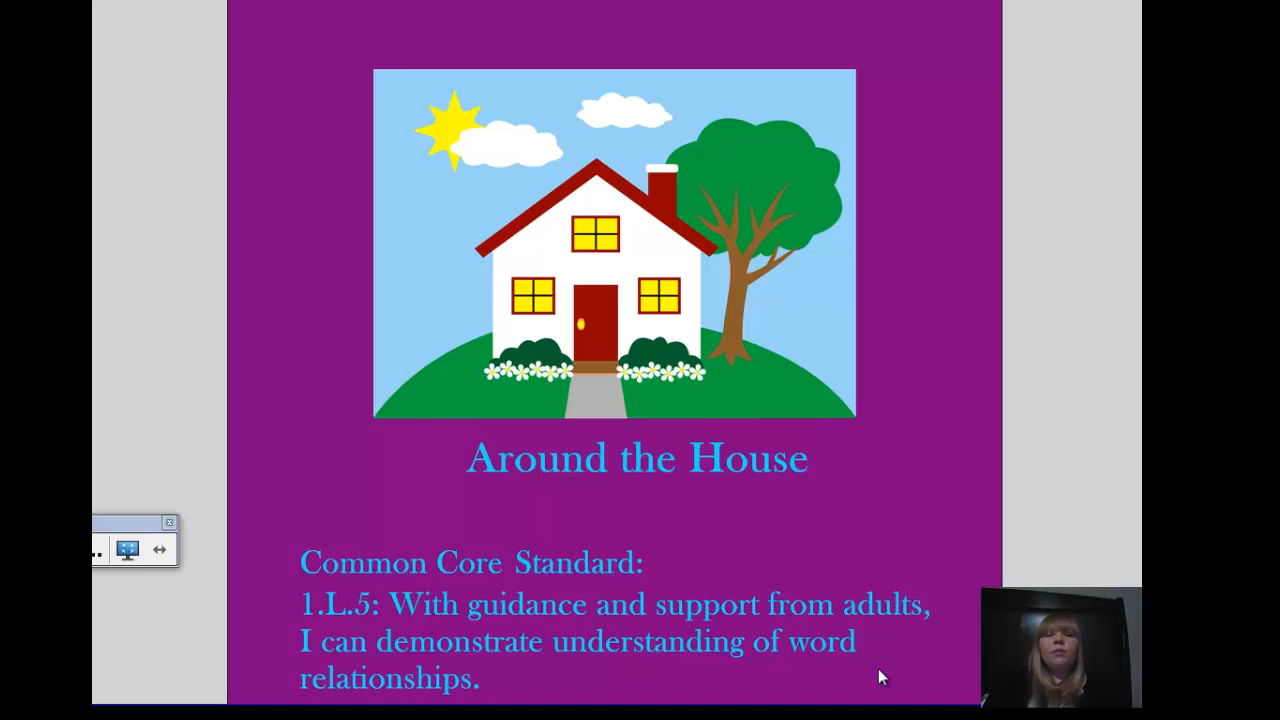 Around the House
Common Core Standard:
1.L.5: With guidance and support from adults,
I can demonstrate understanding of word
relationships.